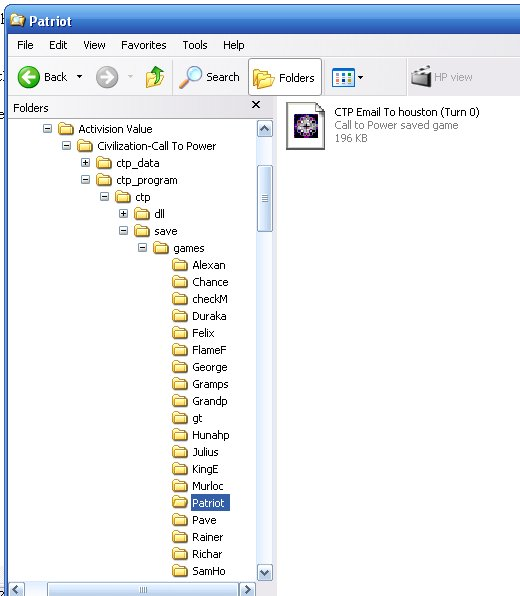 Patriot
File Edit View Favorites Tools Help
Back Search Folders HP view
Folders
Activision Value
Civilization-Call To Power
ctp_data
ctp_program
ctp
dll
save
games
Alexan
Chance
checkM
Duraka
Felix
FlameF
George
Gramps
Grandp
gt
Hunahp
Julius
KingE
Murloc
Patriot
Pave
Rainer
Richar
SamHo
CTP Email To houston (Turn 0)
Call to Power saved game
196 KB